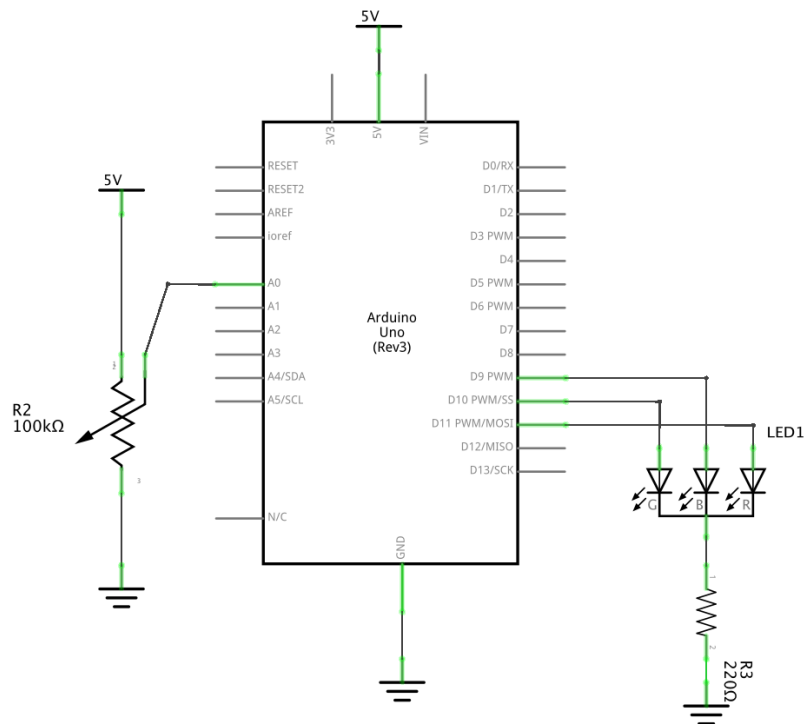 5V
3V3
5V
VIN
RESET
RESET2
AREF
ioref
A0
A1
A2
A3
A4/SDA
A5/SCL
N/C
D0/RX
D1/TX
D2
D3 PWM
D4
D5 PWM
D6 PWM
D7
D8
D9 PWM
D10 PWM/SS
D11 PWM/MOSI
D12/MISO
D13/SCK
Arduino
Uno
(Rev3)
GND
5V
R2
100kΩ
LED1
G
B
R
1
2
R3
220Ω